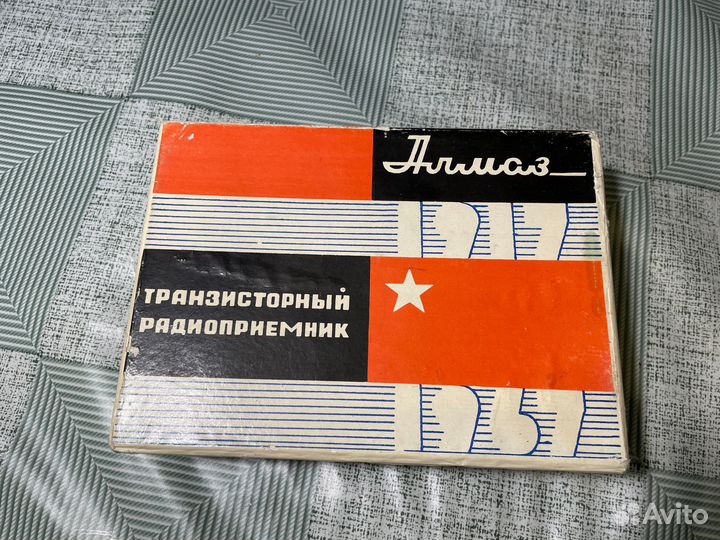 Алмаз
1917
ТРАНЗИСТОРНЫЙ
РАДИОПРИЕМНИК
1967
Avito